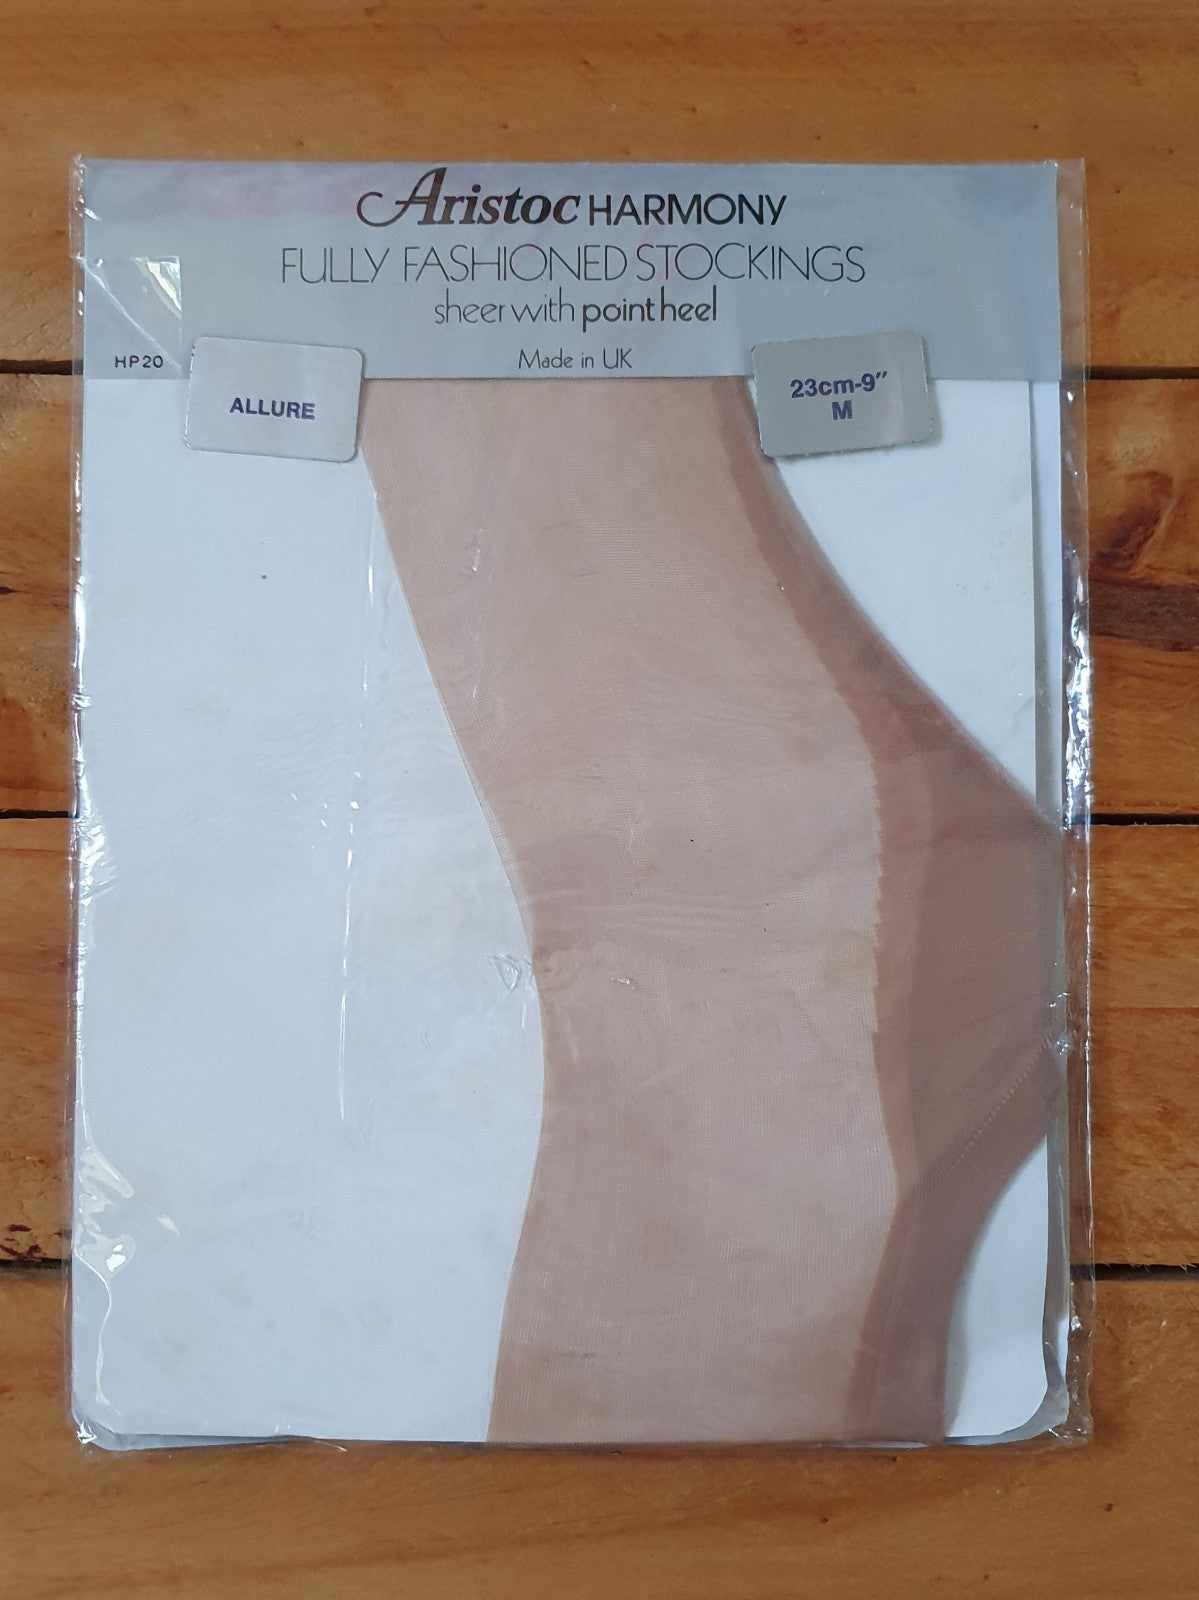 Aristoc HARMONY
FULLY FASHIONED STOCKINGS
sheer with point heel
Made in UK
HP20
ALLURE
23cm-9"
M